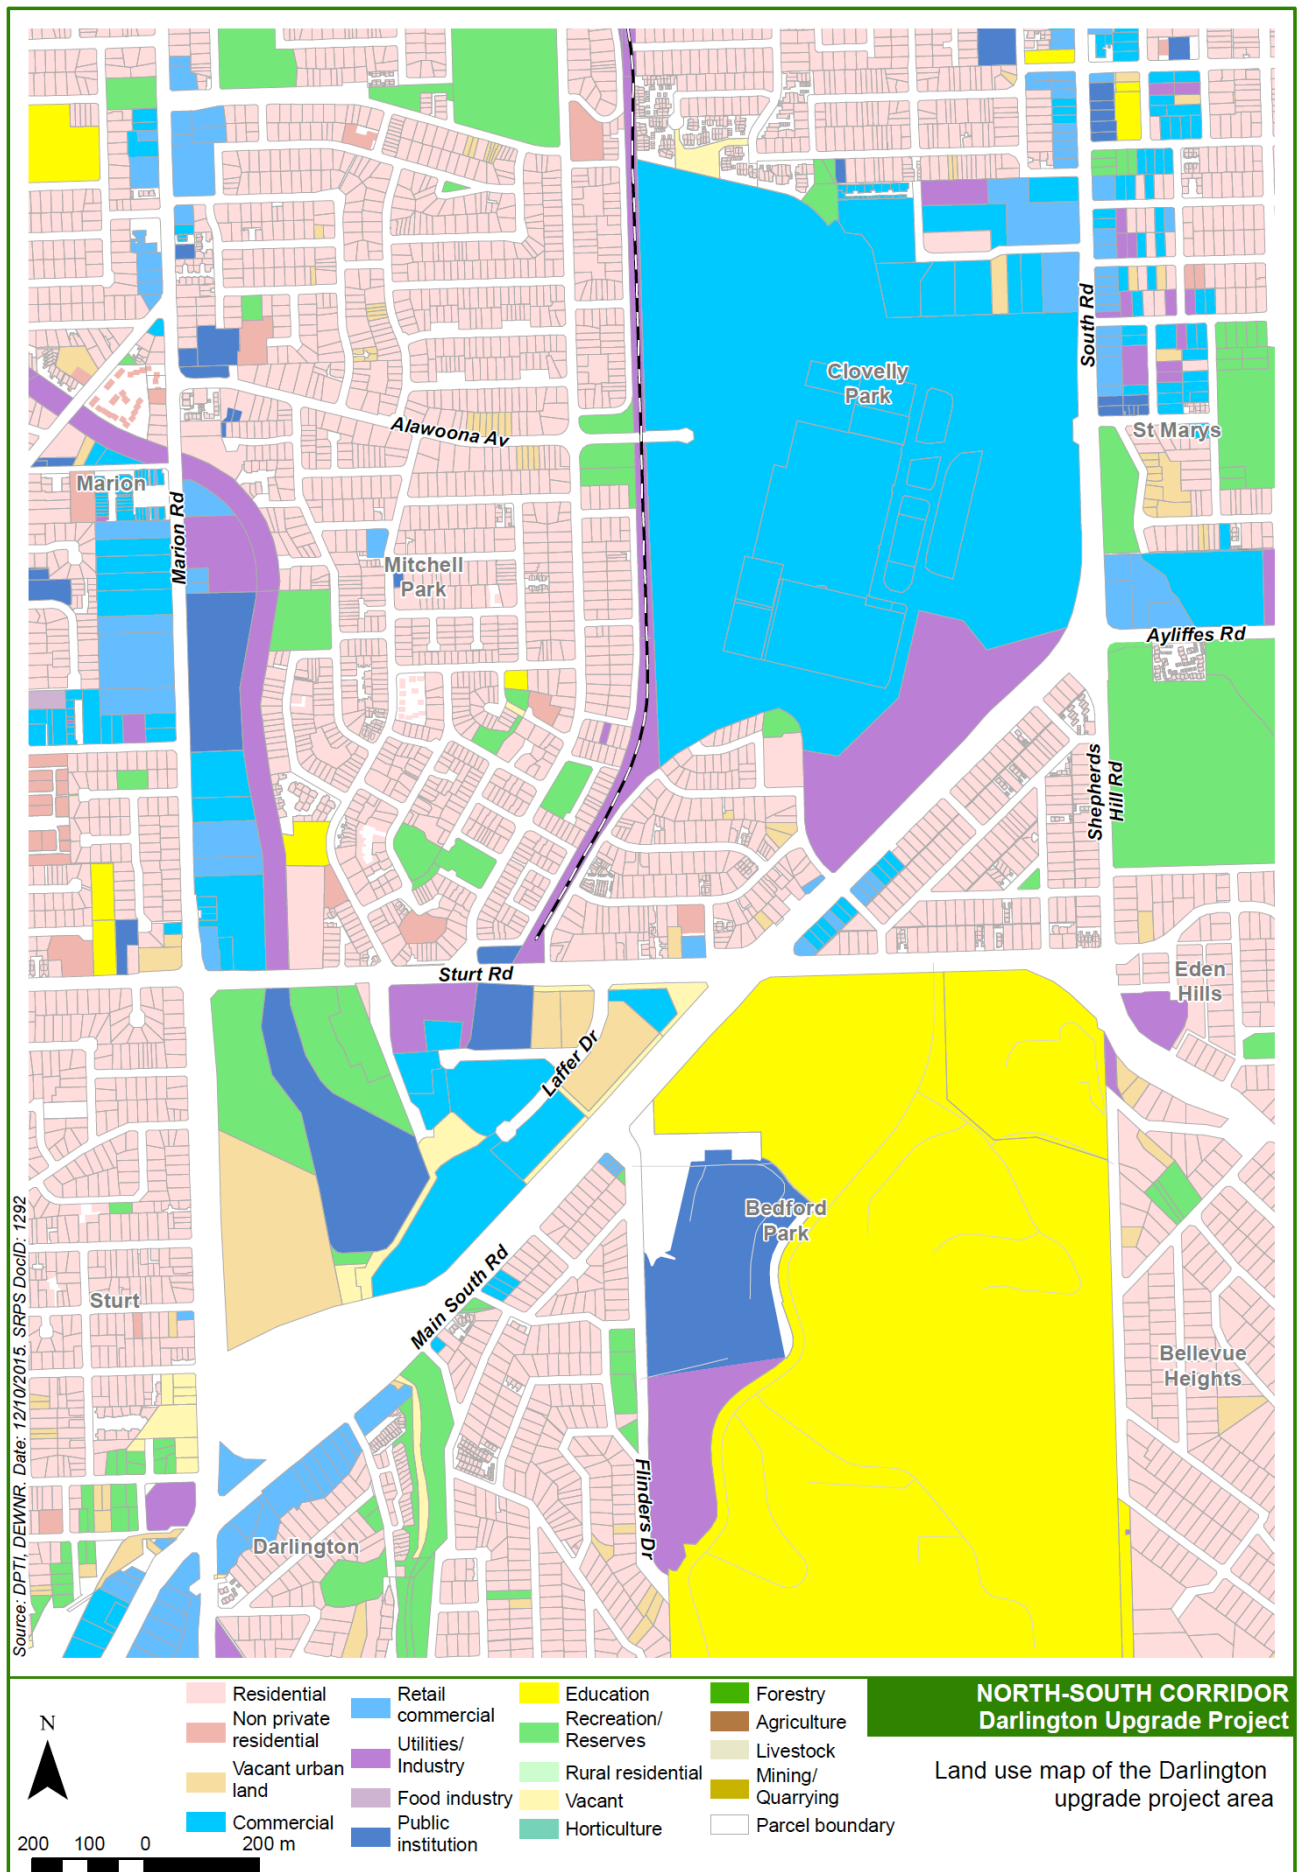 Clovelly
Park
South Rd
St Marys
Alawoona Av
Marion
Marion Rd
Mitchell
Park
Ayliffes Rd
Shepherds
Hill Rd
Sturt Rd
Eden
Hills
Laffer Dr
Bedford
Park
Main South Rd
Sturt
Bellevue
Heights
Flinders Dr
Darlington
Source: DPTI, DEWNR. Date: 12/10/2015. SRPS DocID: 1292
N
200 100 0 200 m
Residential
Non private
residential
Vacant urban
land
Commercial
Retail
commercial
Utilities/
Industry
Food industry
Public
institution
Education
Recreation/
Reserves
Rural residential
Vacant
Horticulture
Forestry
Agriculture
Livestock
Mining/
Quarrying
Parcel boundary
NORTH-SOUTH CORRIDOR
Darlington Upgrade Project
Land use map of the Darlington
upgrade project area